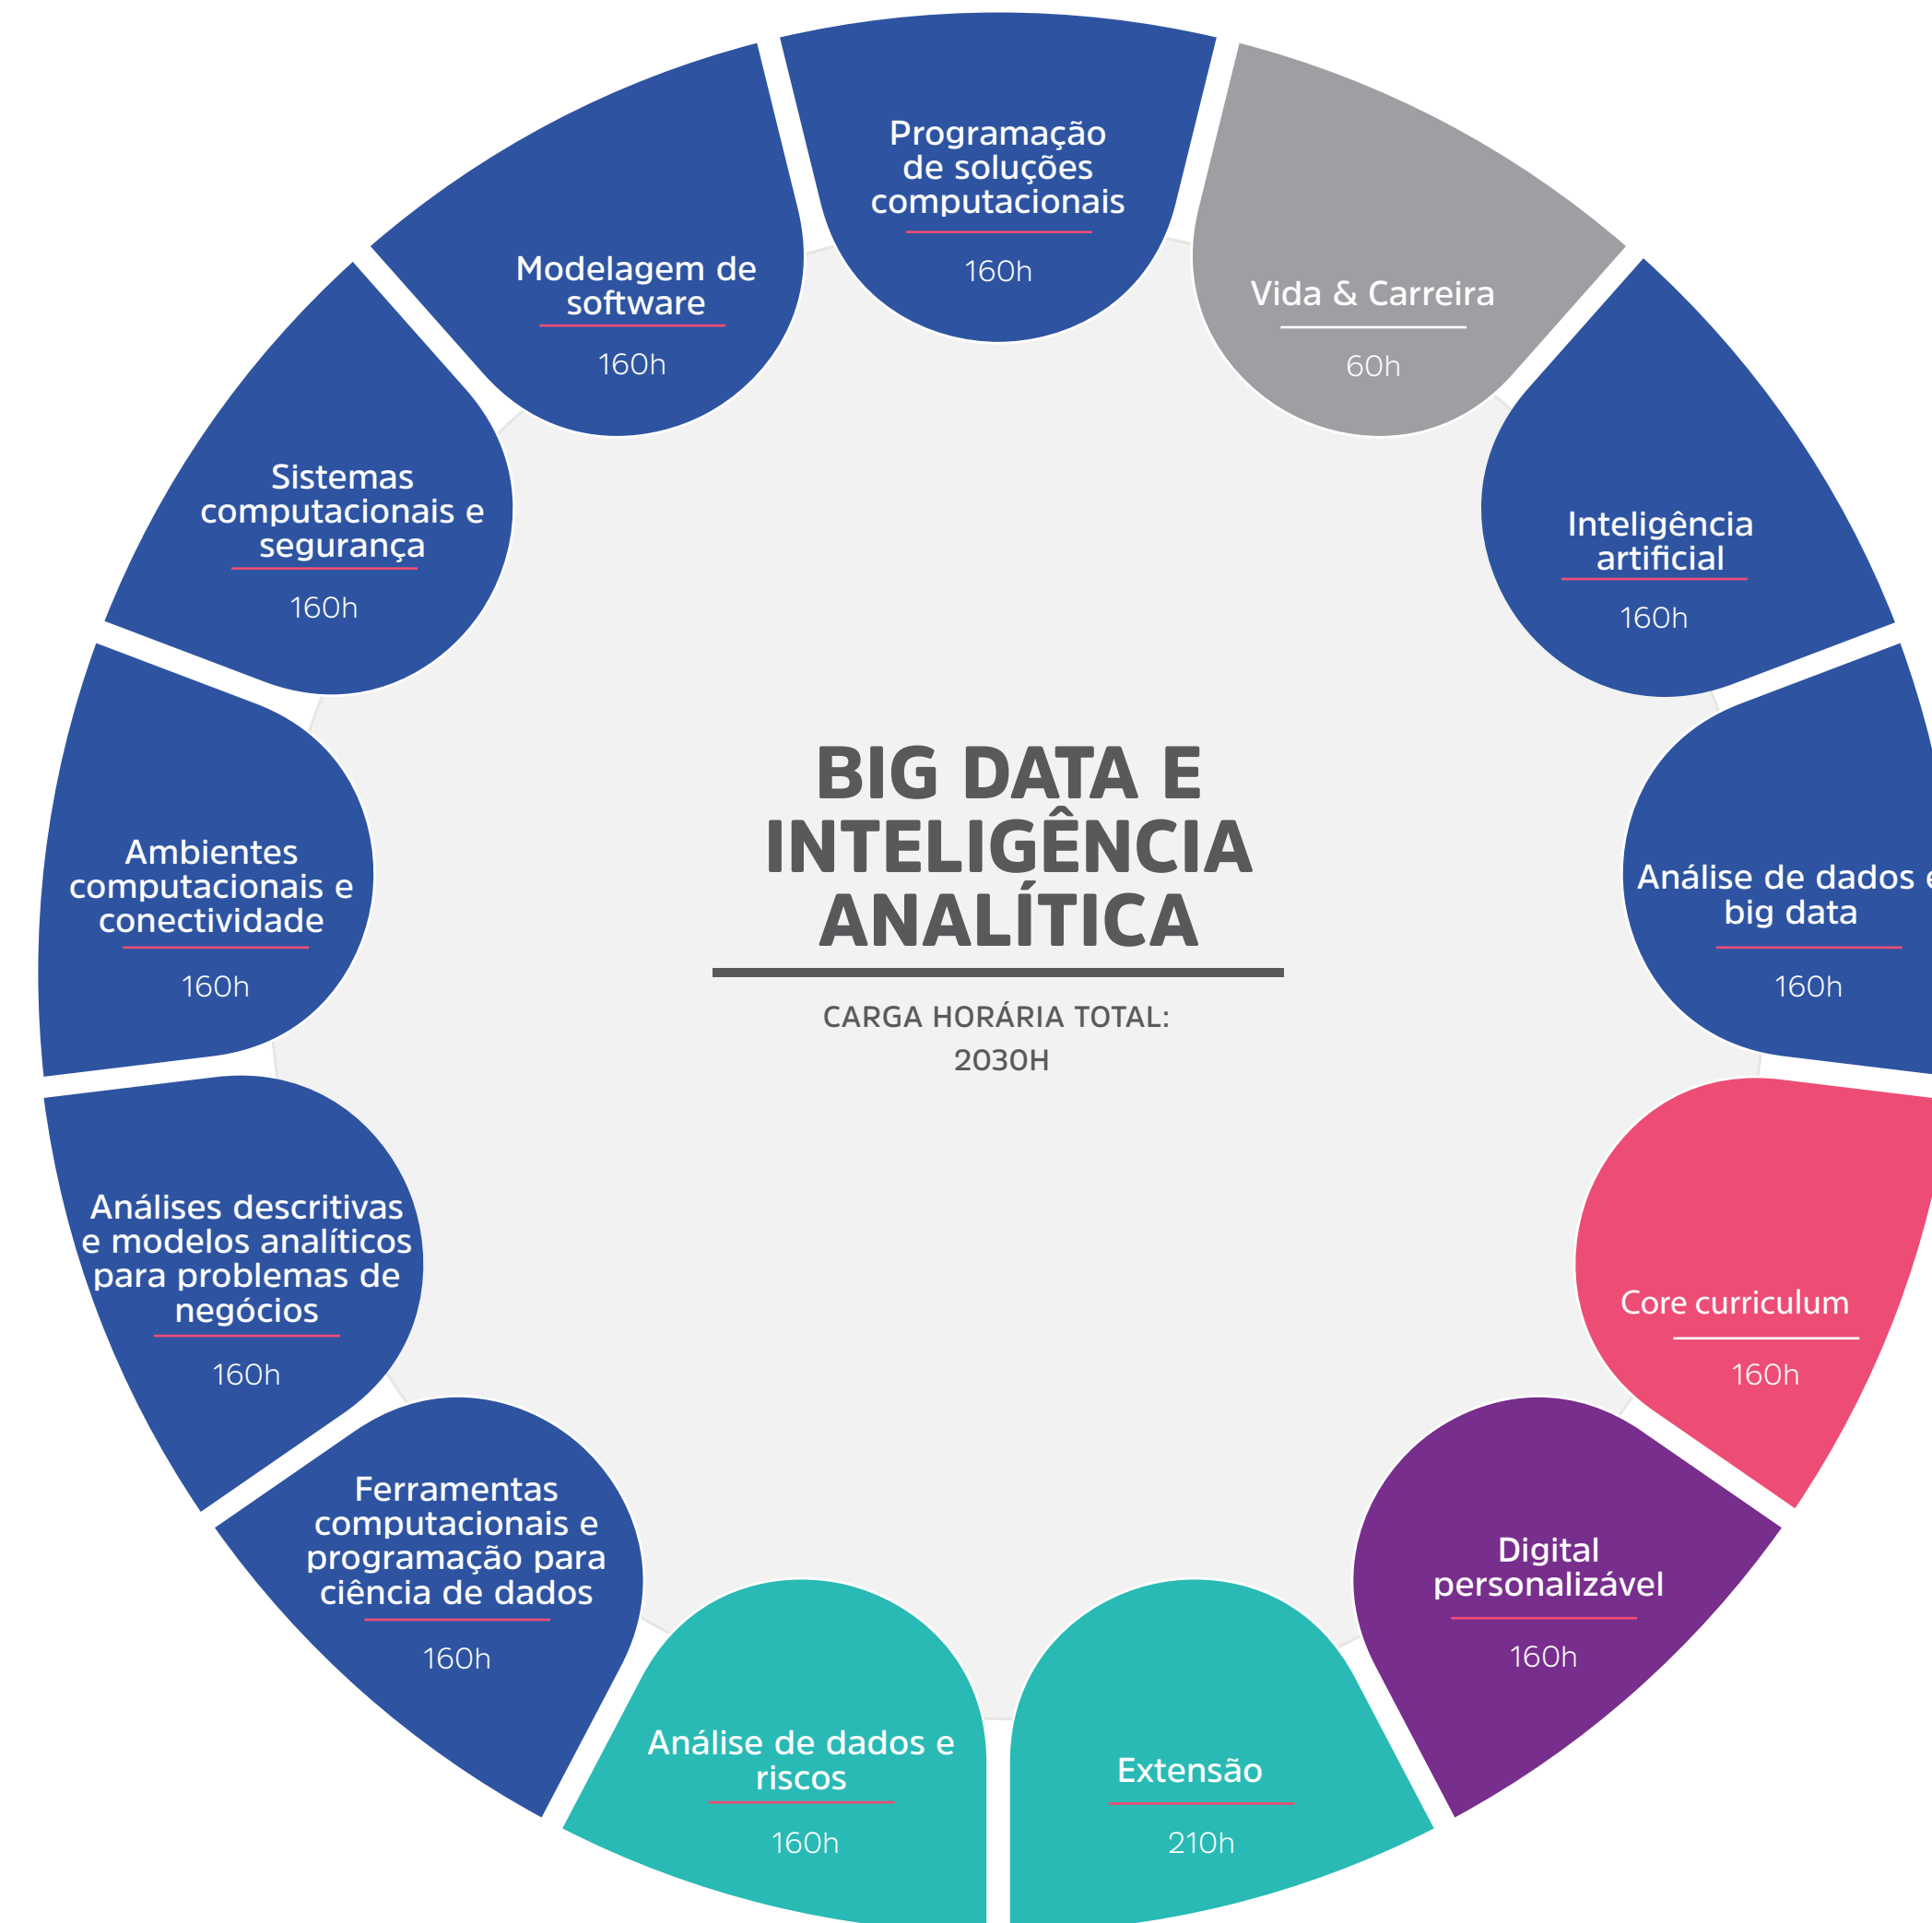 Programação
de soluções
computacionais
160h
Vida & Carreira
60h
Inteligência
artificial
160h
Análise de dados e
big data
160h
Core curriculum
160h
Digital
personalizável
160h
Extensão
210h
Análise de dados e
riscos
160h
Ferramentas
computacionais e
programação para
ciência de dados
160h
Análises descritivas
e modelos analíticos
para problemas de
negócios
160h
Ambientes
computacionais e
conectividade
160h
Sistemas
computacionais e
segurança
160h
Modelagem de
software
160h
BIG DATA E
INTELIGÊNCIA
ANALÍTICA
CARGA HORÁRIA TOTAL:
2030H